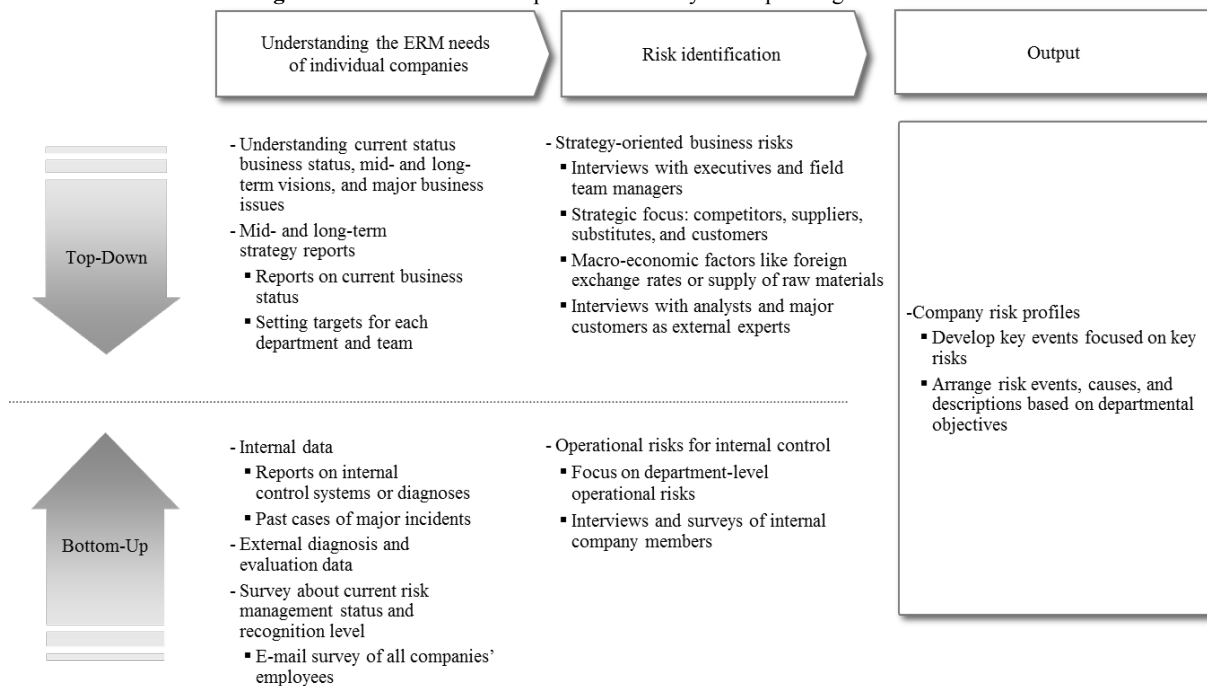 Understanding the ERM needs
of individual companies
Risk identification
Output
Top-Down
- Understanding current status
business status, mid- and long-
term visions, and major business
issues
- Mid- and long-term
strategy reports
▪ Reports on current business
status
▪ Setting targets for each
department and team
- Strategy-oriented business risks
▪ Interviews with executives and field
team managers
▪ Strategic focus: competitors, suppliers,
substitutes, and customers
▪ Macro-economic factors like foreign
exchange rates or supply of raw materials
▪ Interviews with analysts and major
customers as external experts
-Company risk profiles
▪ Develop key events focused on key
risks
▪ Arrange risk events, causes, and
descriptions based on departmental
objectives
Bottom-Up
- Internal data
▪ Reports on internal
control systems or diagnoses
▪ Past cases of major incidents
- External diagnosis and
evaluation data
- Survey about current risk
management status and
recognition level
▪ E-mail survey of all companies’
employees
- Operational risks for internal control
▪ Focus on department-level
operational risks
▪ Interviews and surveys of internal
company members